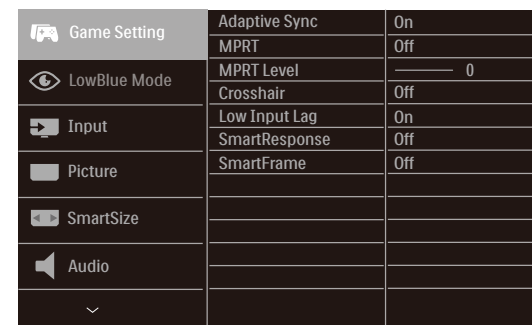 Game Setting
LowBlue Mode
Input
Picture
SmartSize
Audio
Adaptive Sync On
MPRT Off
MPRT Level 0
Crosshair Off
Low Input Lag On
SmartResponse Off
SmartFrame Off